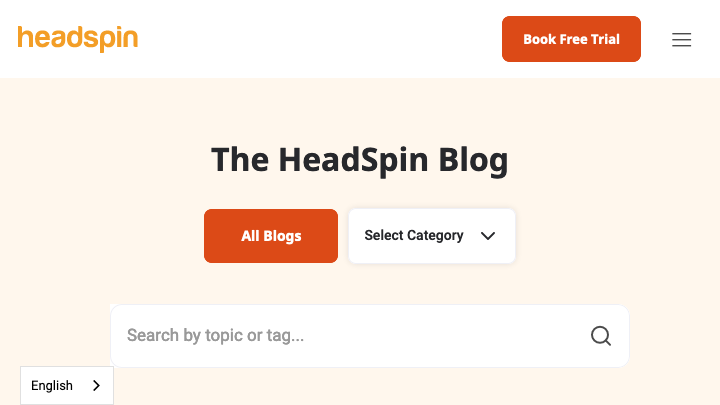 headspin
Book Free Trial
The HeadSpin Blog
All Blogs
Select Category
Search by topic or tag...
English